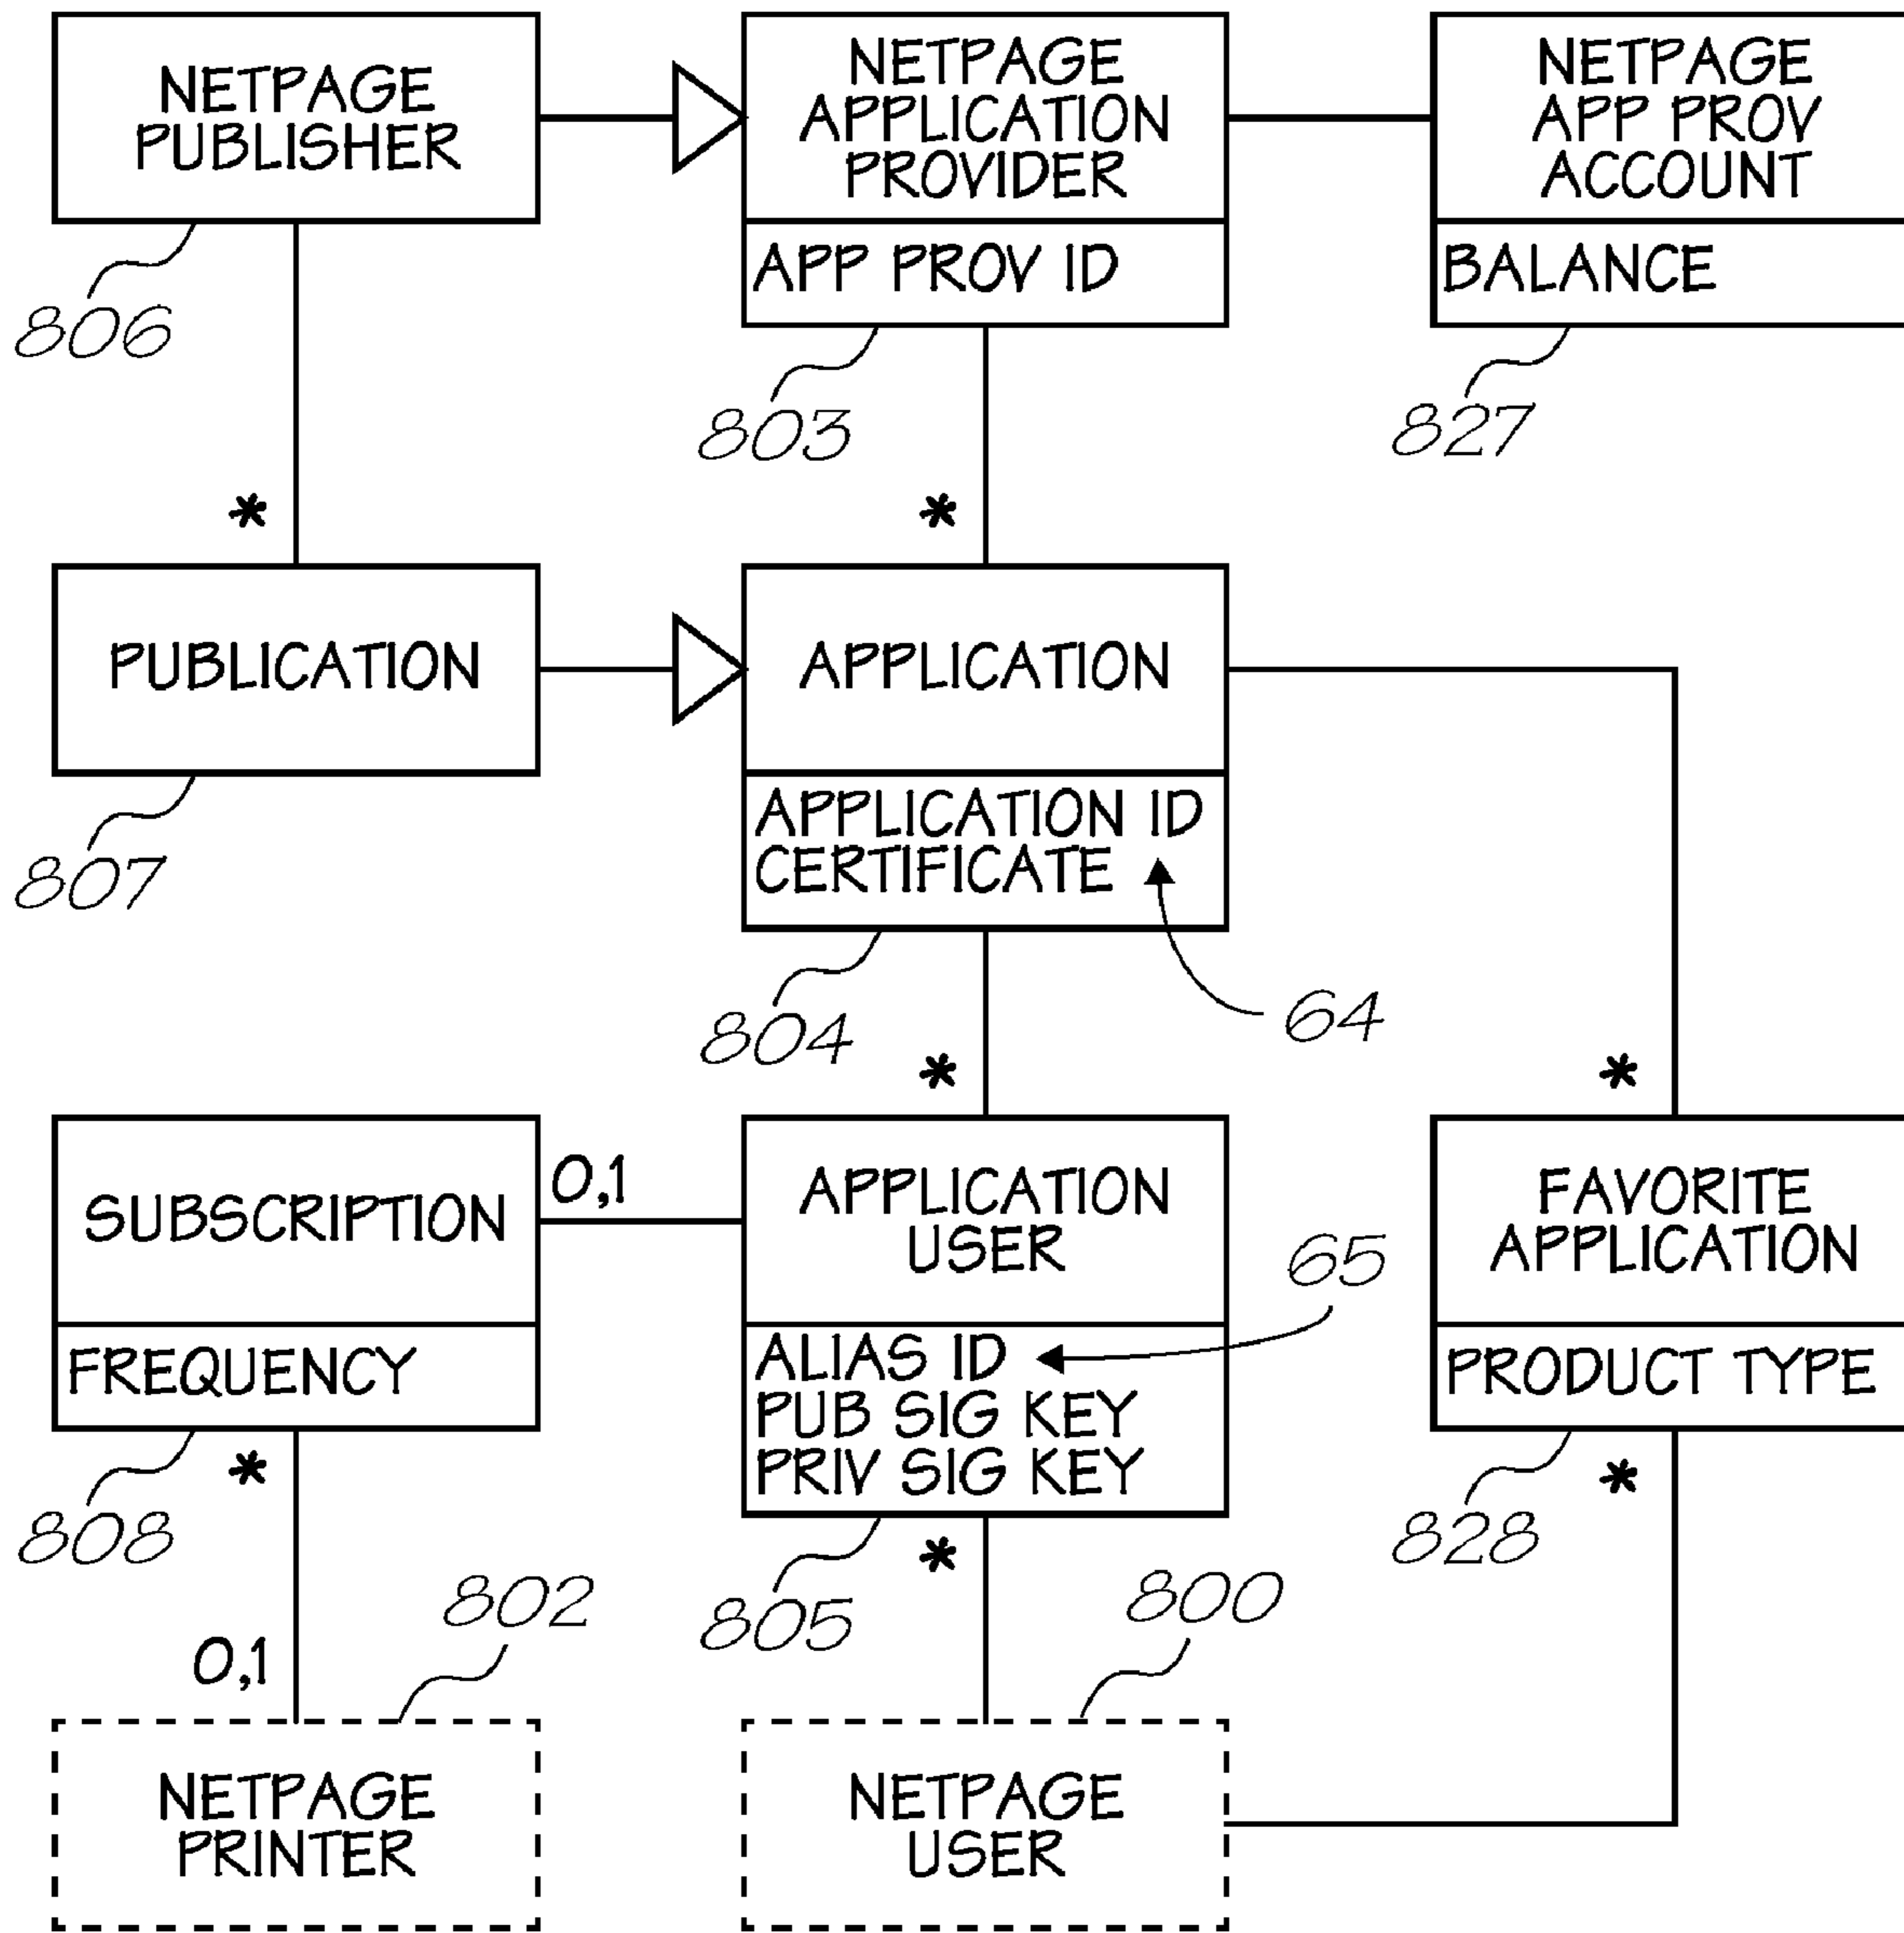 NETPAGE
PUBLISHER
NETPAGE
APPLICATION
PROVIDER
APP PROV ID
NETPAGE
APP PROV
ACCOUNT
BALANCE
806
803
827
*
*
PUBLICATION
APPLICATION
APPLICATION ID
CERTIFICATE
807
804
64
*
*
SUBSCRIPTION
FREQUENCY
0,1
APPLICATION
USER
ALIAS ID
PUB SIG KEY
PRIV SIG KEY
65
FAVORITE
APPLICATION
PRODUCT TYPE
808
*
802
805
*
800
828
*
0,1
NETPAGE
PRINTER
NETPAGE
USER